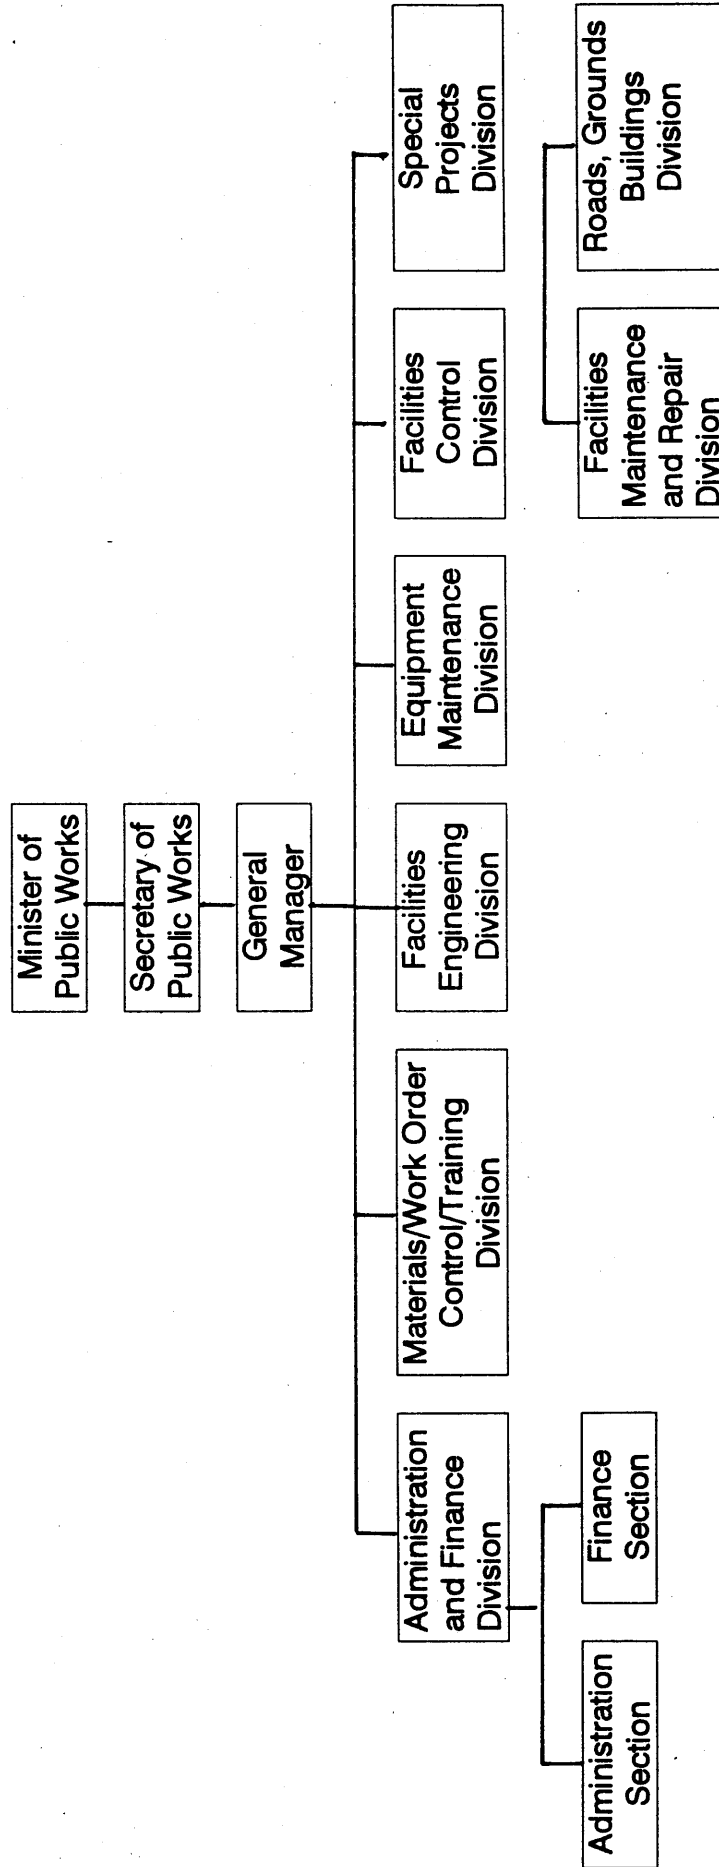 Minister of
Public Works
Secretary of
Public Works
General
Manager
Administration
and Finance
Division
Materials/Work Order
Control/Training
Division
Facilities
Engineering
Division
Equipment
Maintenance
Division
Facilities
Control
Division
Special
Projects
Division
Administration
Section
Finance
Section
Facilities
Maintenance
and Repair
Division
Roads, Grounds
Buildings
Division